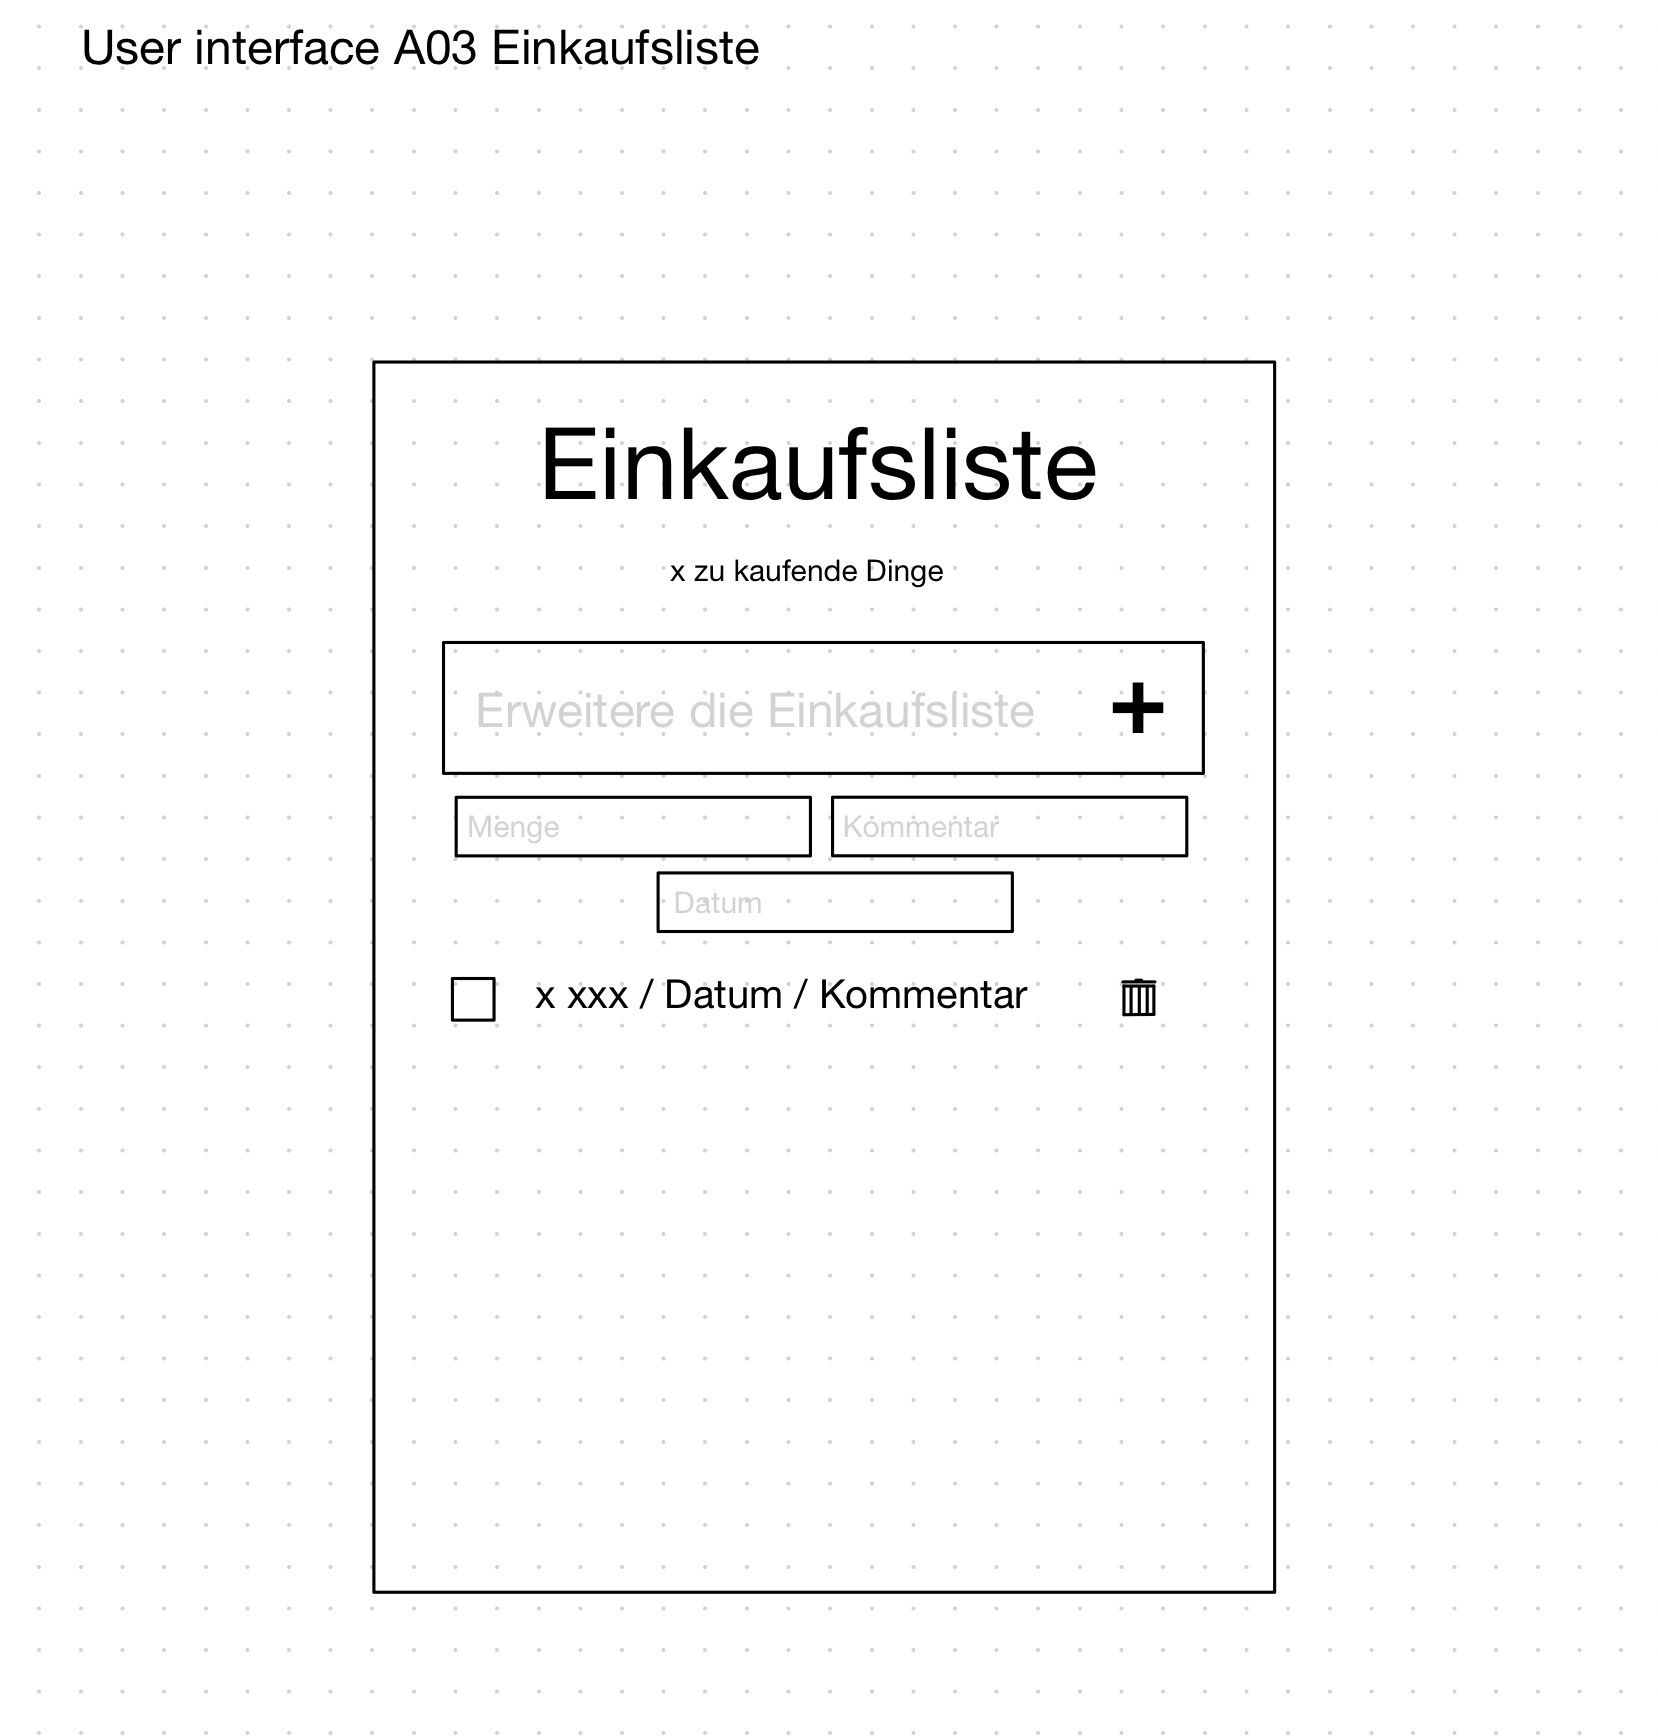 User interface A03 Einkaufsliste
Einkaufsliste
x zu kaufende Dinge
Erweitere die Einkaufsliste
Menge Kommentar
Datum
x xxx / Datum / Kommentar